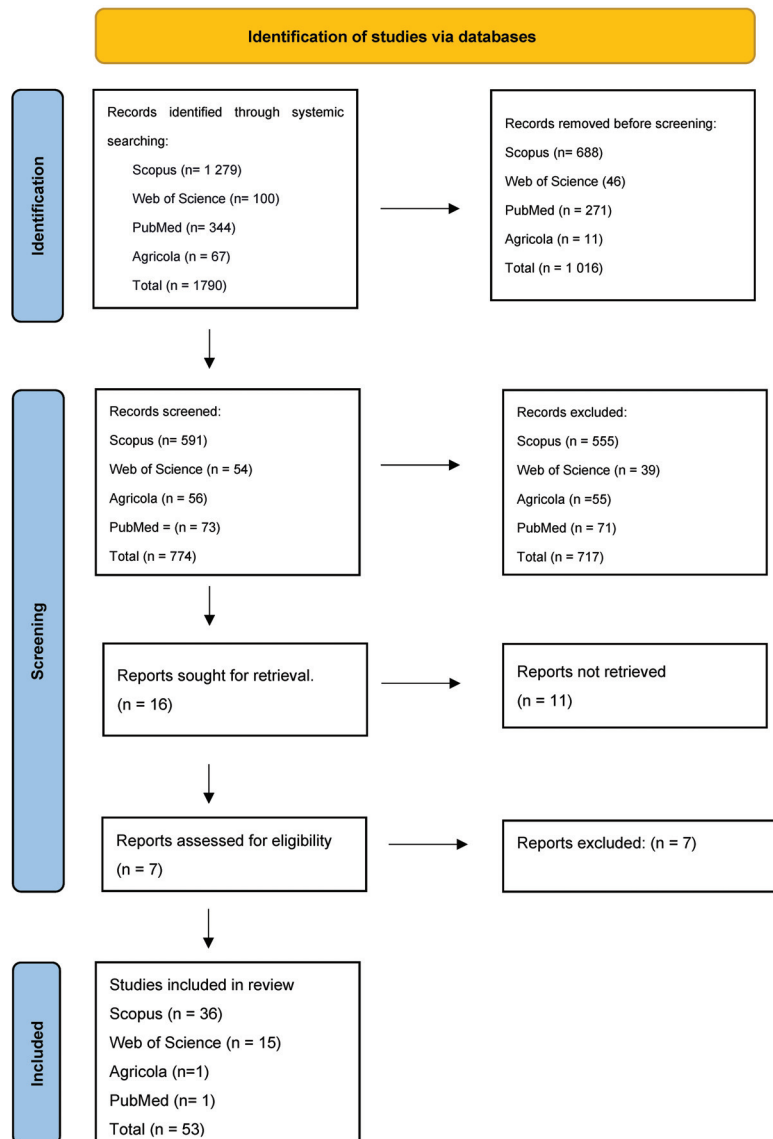 Identification of studies via databases
Identification
Records identified through systemic
searching:
Scopus (n= 1 279)
Web of Science (n= 100)
PubMed (n= 344)
Agricola (n = 67)
Total (n = 1790)
Records removed before screening:
Scopus (n= 688)
Web of Science (46)
PubMed (n = 271)
Agricola (n = 11)
Total (n = 1 016)
Screening
Records screened:
Scopus (n= 591)
Web of Science (n = 54)
Agricola (n = 56)
PubMed = (n = 73)
Total (n = 774)
Records excluded:
Scopus (n = 555)
Web of Science (n = 39)
Agricola (n =55)
PubMed (n = 71)
Total (n = 717)
Reports sought for retrieval.
(n = 16)
Reports not retrieved
(n = 11)
Reports assessed for eligibility
(n = 7)
Reports excluded: (n = 7)
Included
Studies included in review
Scopus (n = 36)
Web of Science (n = 15)
Agricola (n=1)
PubMed (n= 1)
Total (n = 53)